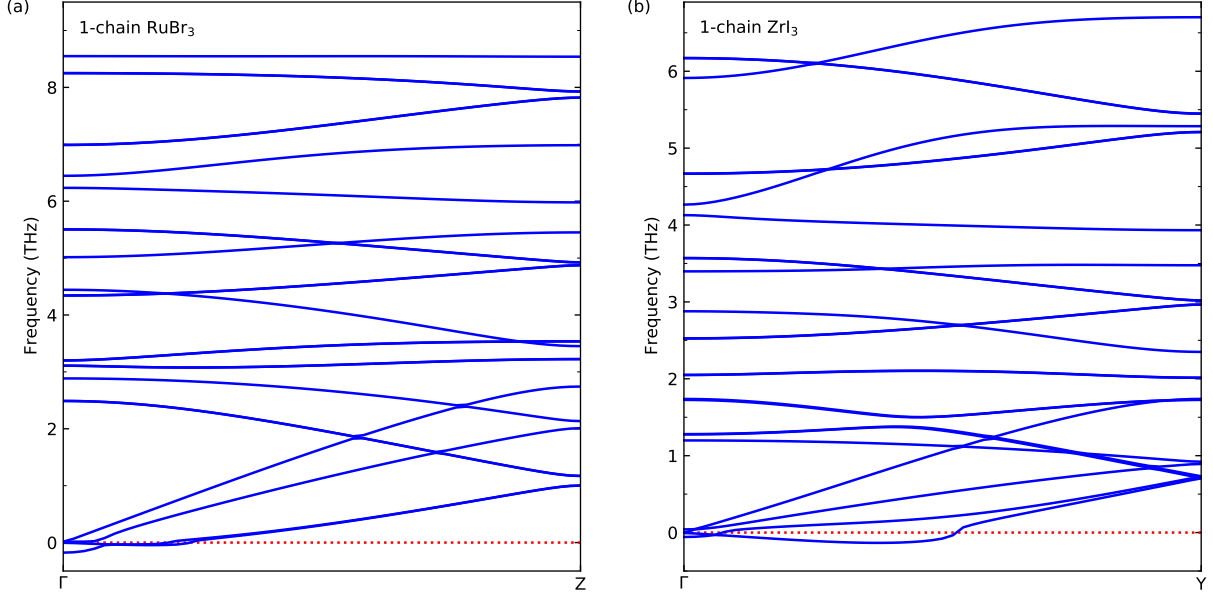 (a)
1-chain RuBr₃
Frequency (THz)
8
6
4
2
0
Γ
Z
(b)
1-chain ZrI₃
Frequency (THz)
6
5
4
3
2
1
0
Γ
Y